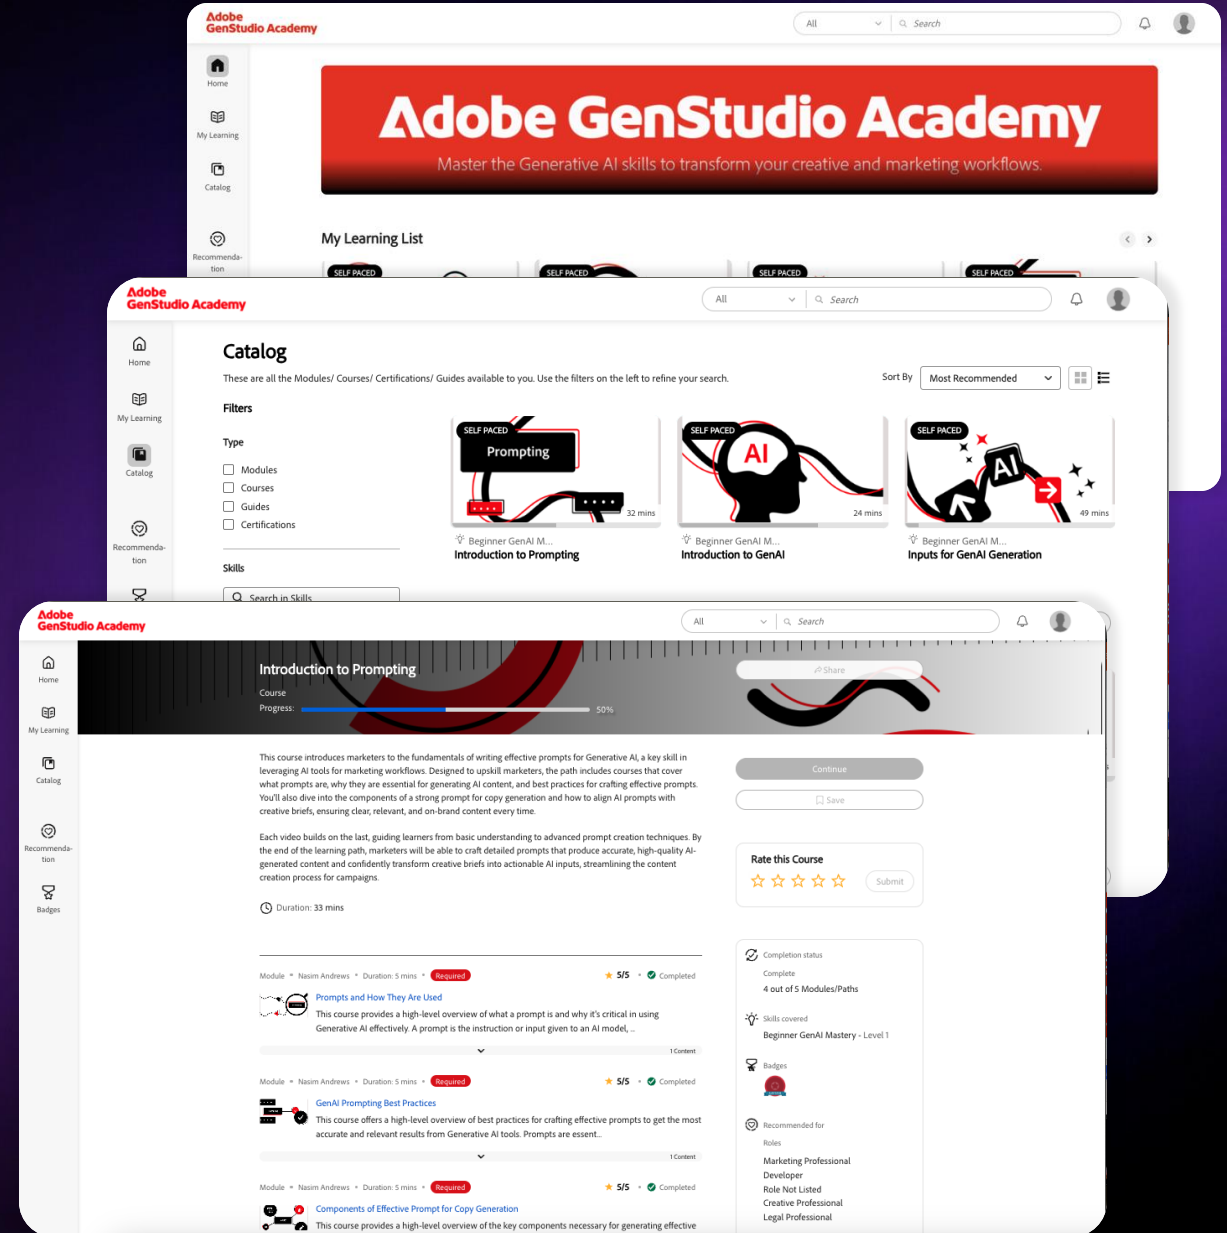 Adobe
GenStudio Academy
All
Search
Home
My Learning
Catalog
Recommenda-
tion
Adobe GenStudio Academy
Master the Generative AI skills to transform your creative and marketing workflows.
My Learning List
SELF PACED
SELF PACED
SELF PACED
SELF PACED
Adobe
GenStudio Academy
All
Search
Home
My Learning
Catalog
Recommenda-
tion
Catalog
These are all the Modules/ Courses/ Certifications/ Guides available to you. Use the filters on the left to refine your search.
Sort By
Most Recommended
Filters
Type
Modules
Courses
Guides
Certifications
Skills
Search in Skills
SELF PACED
Prompting
32 mins
Beginner GenAI M...
Introduction to Prompting
SELF PACED
AI
24 mins
Beginner GenAI M...
Introduction to GenAI
SELF PACED
AI
49 mins
Beginner GenAI M...
Inputs for GenAI Generation
Adobe
GenStudio Academy
All
Search
Home
My Learning
Catalog
Recommenda-
tion
Badges
Introduction to Prompting
Course
Progress:
50%
Share
This course introduces marketers to the fundamentals of writing effective prompts for Generative AI, a key skill in
leveraging AI tools for marketing workflows. Designed to upskill marketers, the path includes courses that cover
what prompts are, why they are essential for generating AI content, and best practices for crafting effective prompts.
You'll also dive into the components of a strong prompt for copy generation and how to align AI prompts with
creative briefs, ensuring clear, relevant, and on-brand content every time.
Each video builds on the last, guiding learners from basic understanding to advanced prompt creation techniques. By
the end of the learning path, marketers will be able to craft detailed prompts that produce accurate, high-quality AI-
generated content and confidently transform creative briefs into actionable AI inputs, streamlining the content
creation process for campaigns.
Duration: 33 mins
Module • Nasim Andrews • Duration: 5 mins • Required
5/5 • Completed
Prompts and How They Are Used
This course provides a high-level overview of what a prompt is and why it's critical in using
Generative AI effectively. A prompt is the instruction or input given to an AI model, ...
1 Content
Module • Nasim Andrews • Duration: 5 mins • Required
5/5 • Completed
GenAI Prompting Best Practices
This course offers a high-level overview of best practices for crafting effective prompts to get the most
accurate and relevant results from Generative AI tools. Prompts are essent...
1 Content
Module • Nasim Andrews • Duration: 5 mins • Required
5/5 • Completed
Components of Effective Prompt for Copy Generation
This course provides a high-level overview of the key components necessary for generating effective
Continue
Save
Rate this Course
Submit
Completion status
Complete
4 out of 5 Modules/Paths
Skills covered
Beginner GenAI Mastery - Level 1
Badges
Recommended for
Roles
Marketing Professional
Developer
Role Not Listed
Creative Professional
Legal Professional